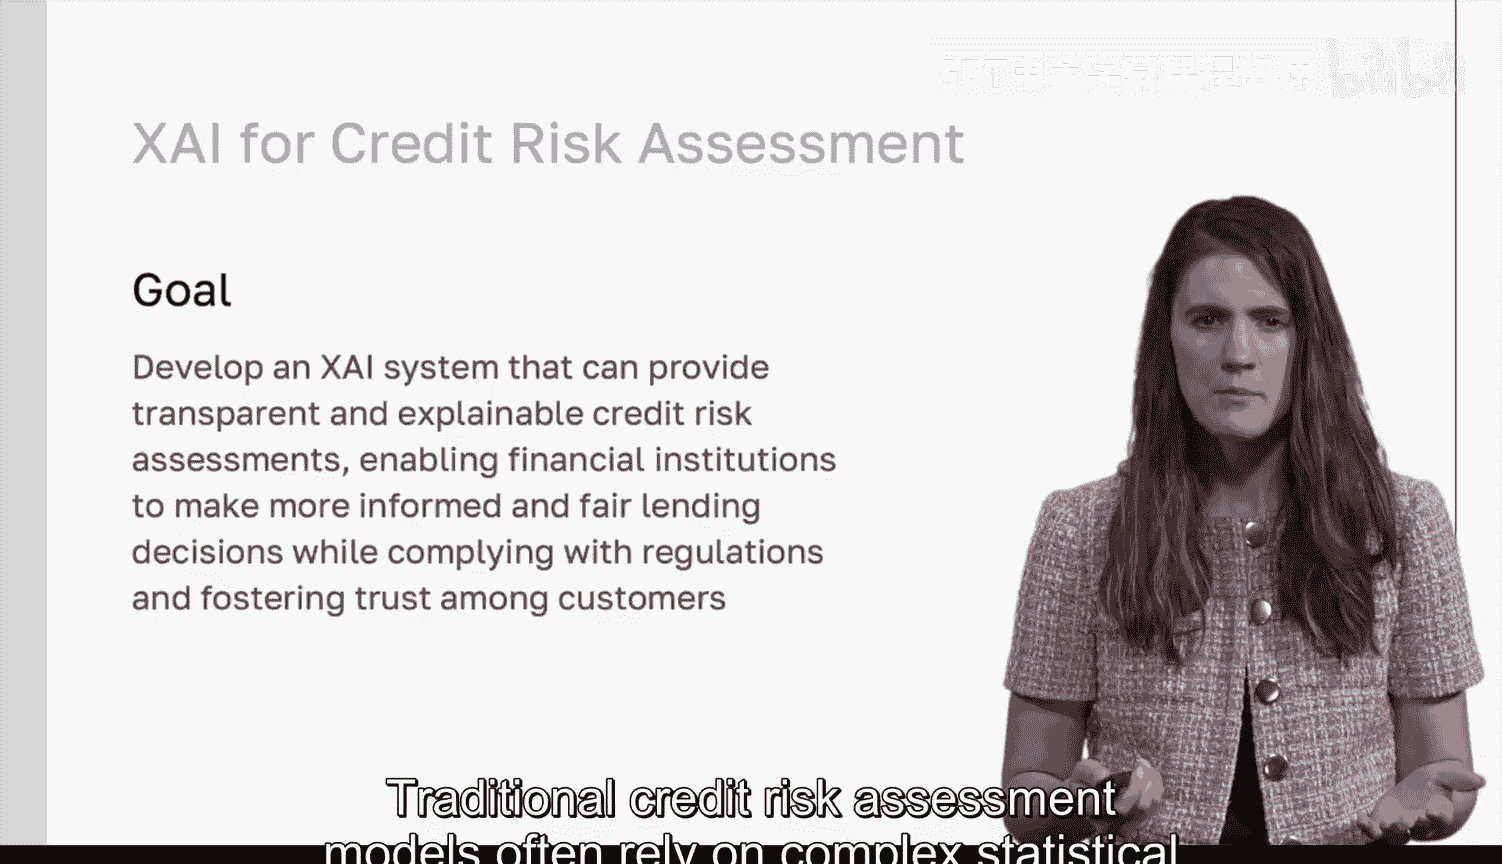 XAI for Credit Risk Assessment
Goal
Develop an XAI system that can provide
transparent and explainable credit risk
assessments, enabling financial institutions
to make more informed and fair lending
decisions while complying with regulations
and fostering trust among customers
Traditional credit risk assessment
models often rely on complex statistical